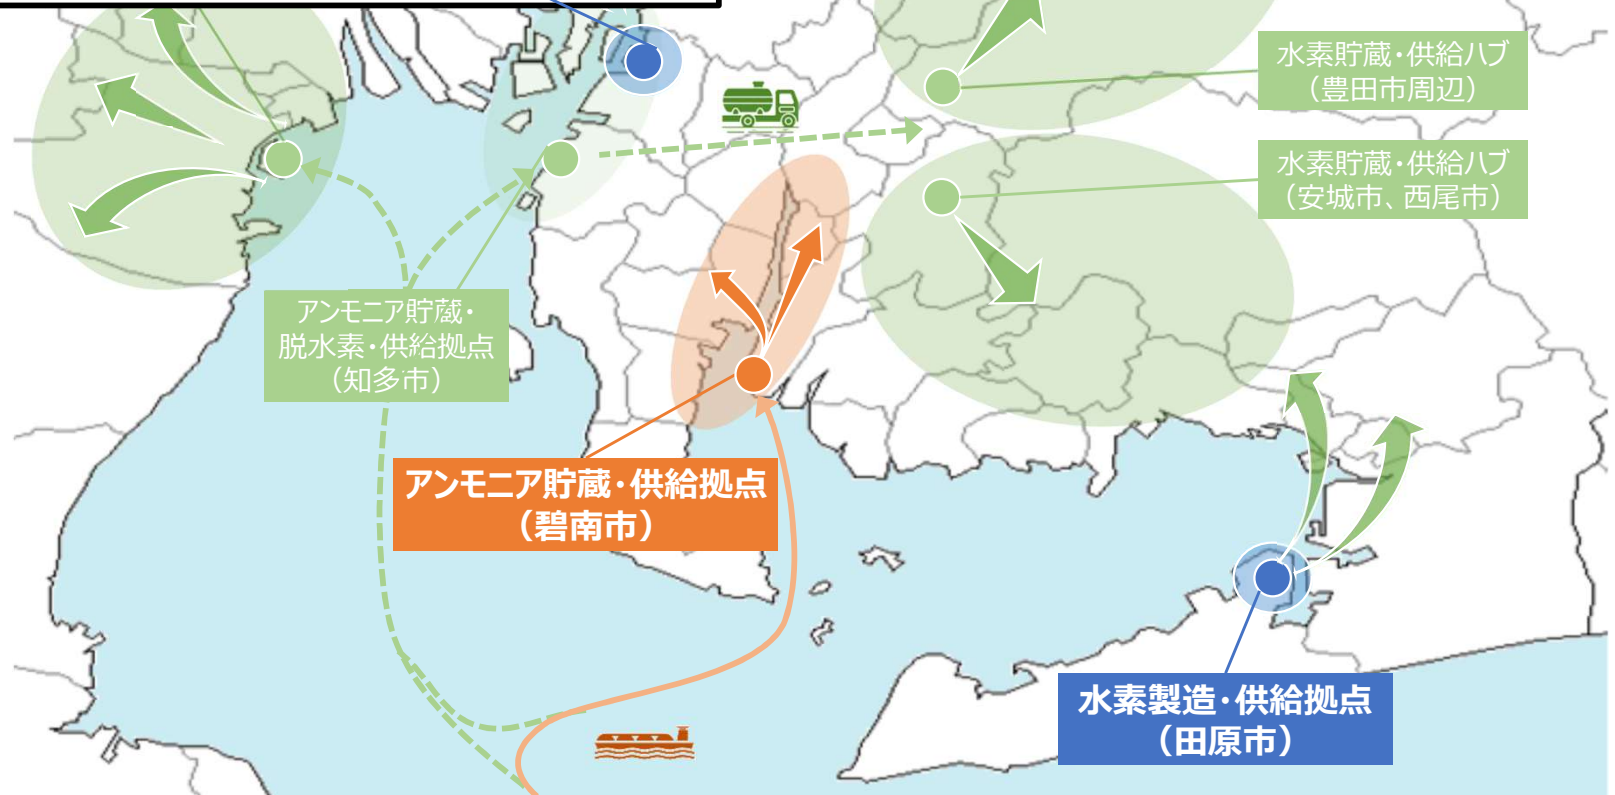 水素貯蔵・供給ハブ
（豊田市周辺）
水素貯蔵・供給ハブ
（安城市、西尾市）
アンモニア貯蔵・
脱水素・供給拠点
（知多市）
アンモニア貯蔵・供給拠点
（碧南市）
水素製造・供給拠点
（田原市）